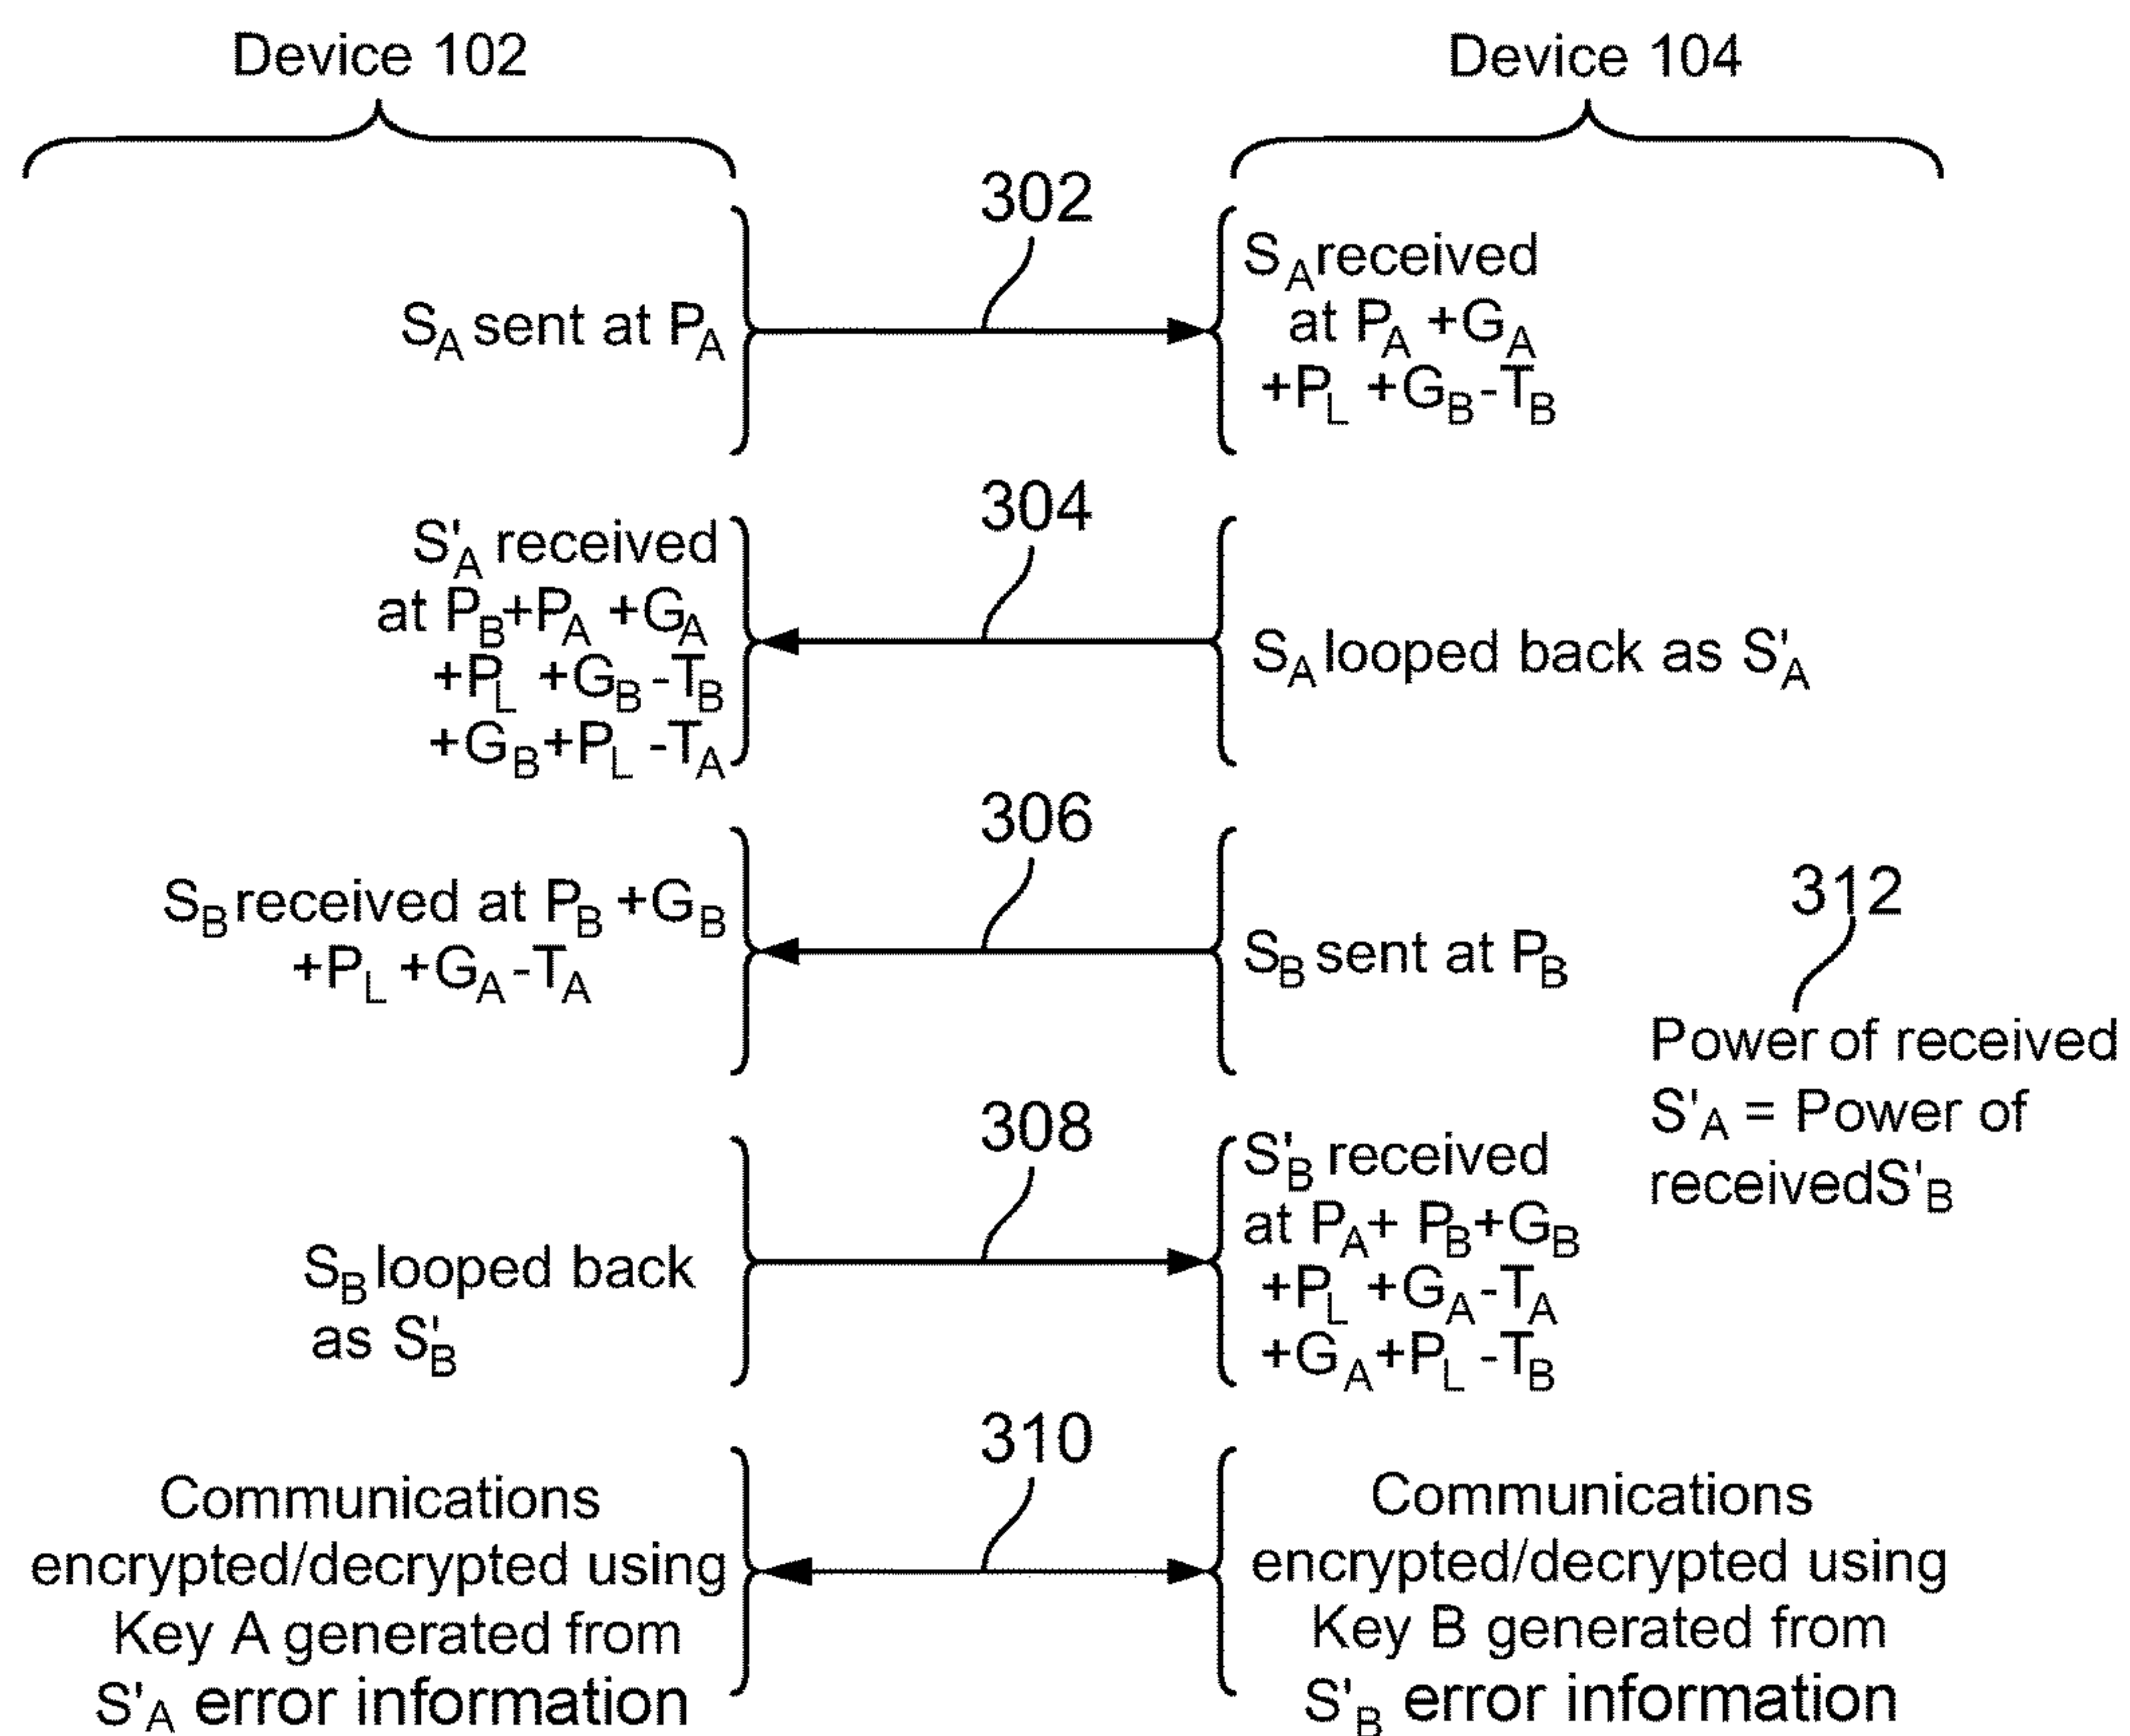 Device 102
Device 104
302
S_A sent at P_A
S_A received
at P_A +G_A
+P_L +G_B-T_B
304
S'_A received
at P_B+P_A +G_A
+P_L +G_B-T_B
+G_B+P_L -T_A
S_A looped back as S'_A
306
S_B received at P_B +G_B
+P_L +G_A-T_A
S_B sent at P_B
312
Power of received
S'_A = Power of
receivedS'_B
308
S_B looped back
as S'_B
S'_B received
at P_A+ P_B+G_B
+P_L +G_A-T_A
+G_A+P_L -T_B
310
Communications
encrypted/decrypted using
Key A generated from
S'_A error information
Communications
encrypted/decrypted using
Key B generated from
S'_B error information